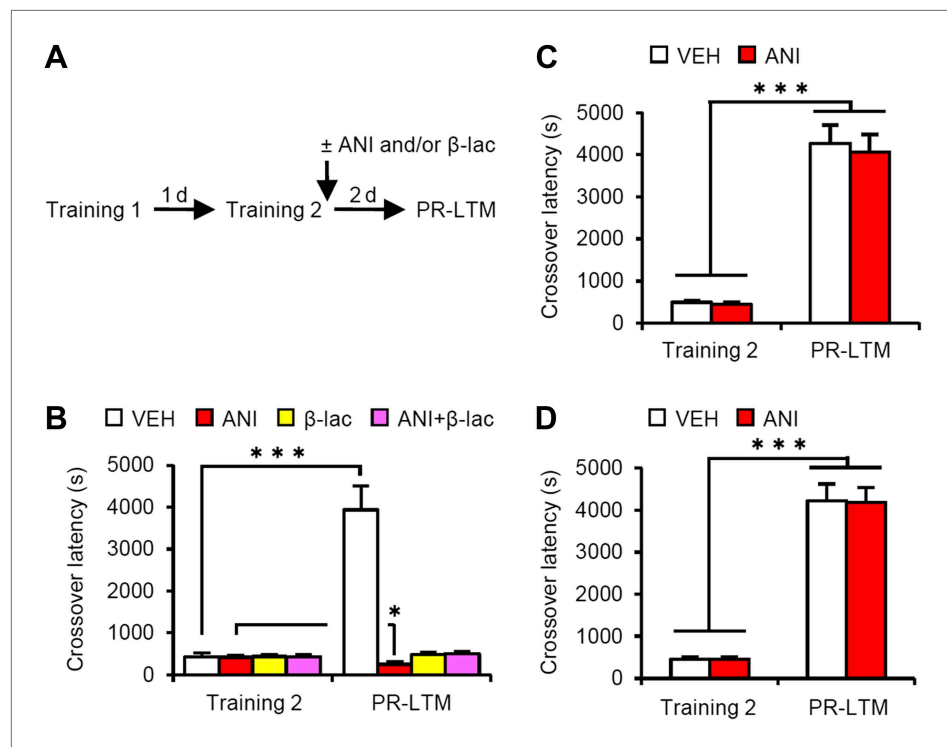 A
± ANI and/or β-lac
Training 1 1 d Training 2 2 d PR-LTM
B
VEH ANI β-lac ANI+β-lac
Crossover latency (s)
5000
4000
3000
2000
1000
0
* * *
*
Training 2 PR-LTM
C
VEH ANI
Crossover latency (s)
5000
4000
3000
2000
1000
0
* * *
Training 2 PR-LTM
D
VEH ANI
Crossover latency (s)
5000
4000
3000
2000
1000
0
* * *
Training 2 PR-LTM